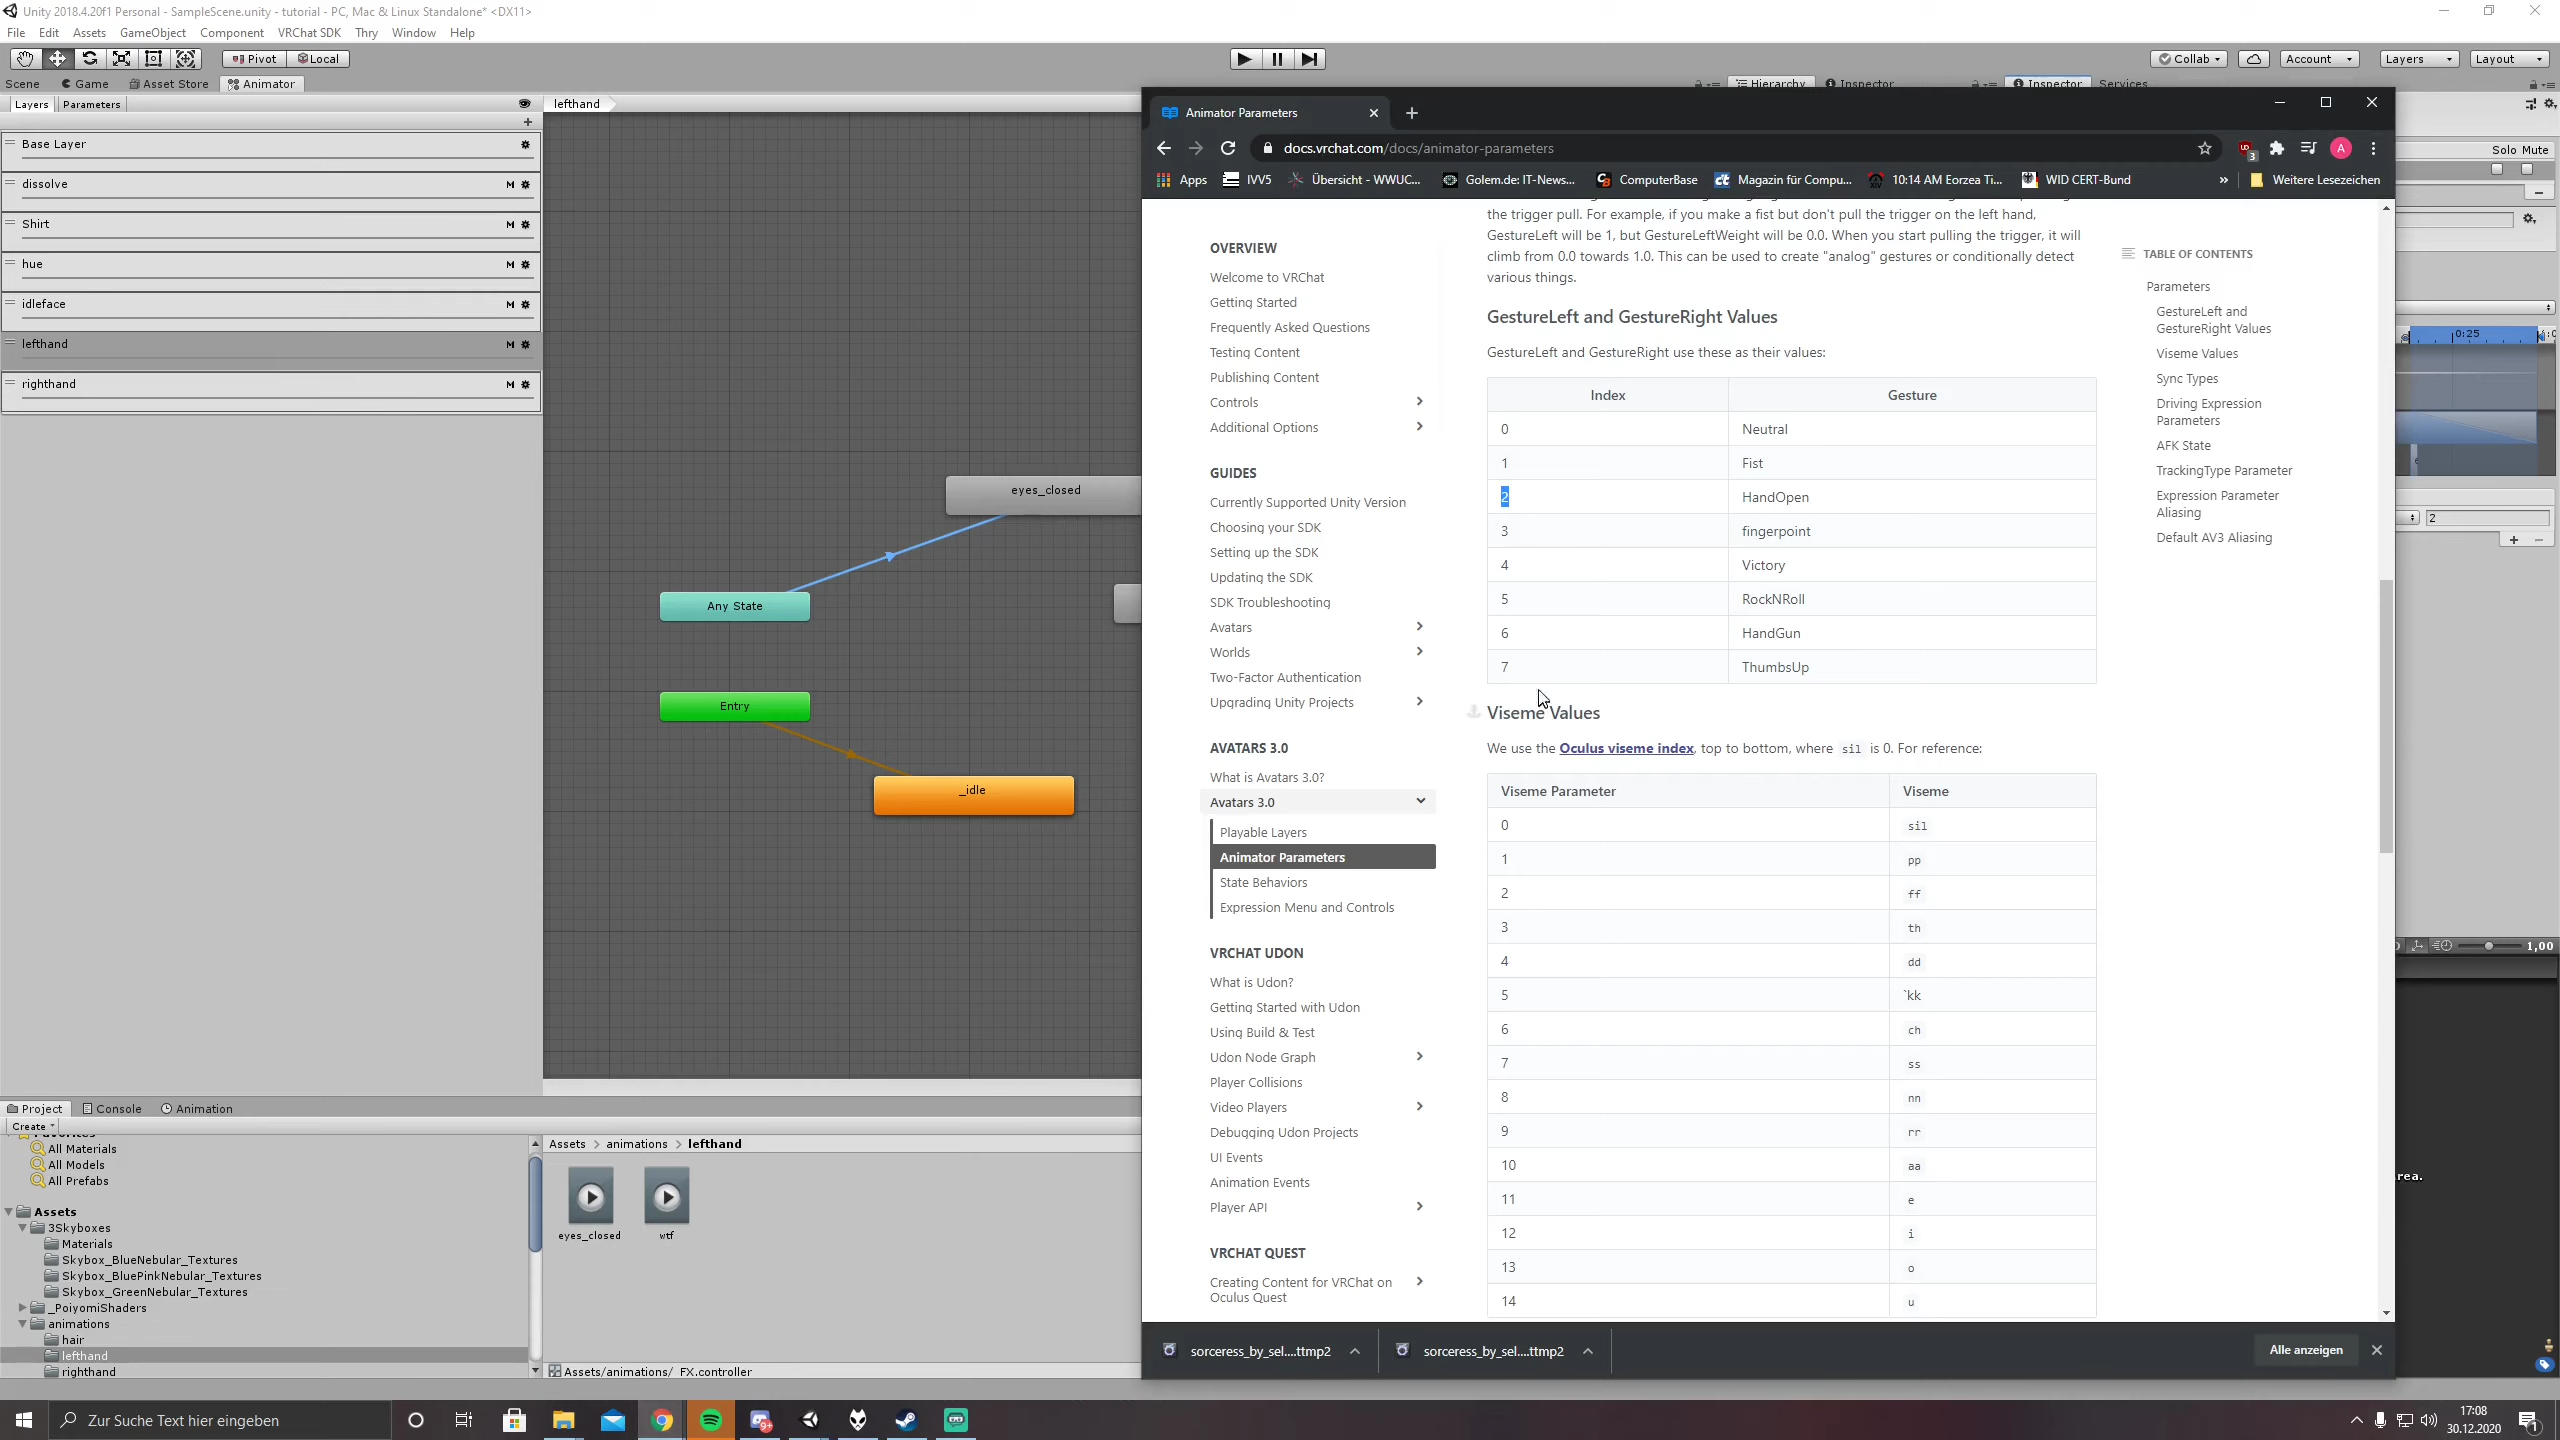 Unity 2018.4.20f1 Personal - SampleScene.unity - tutorial - PC, Mac & Linux Standalone* <DX11>
File Edit Assets GameObject Component VRChat SDK Thry Window Help
Pivot Local
Collab Account Layers Layout
Scene Game Asset Store Animator
Hierarchy Inspector Inspector Services
Layers Parameters
lefthand
Base Layer
dissolve M
Shirt M
hue M
idleface M
lefthand M
righthand M
eyes_closed
Any State
Entry
_idle
Solo Mute
0:25
2
1,00
rea.
Animator Parameters
docs.vrchat.com/docs/animator-parameters
3
A
Apps IVV5 Übersicht - WWUC... Golem.de: IT-News... ComputerBase Magazin für Compu... 10:14 AM Eorzea Ti... WID CERT-Bund » Weitere Lesezeichen
OVERVIEW
Welcome to VRChat
Getting Started
Frequently Asked Questions
Testing Content
Publishing Content
Controls
Additional Options
GUIDES
Currently Supported Unity Version
Choosing your SDK
Setting up the SDK
Updating the SDK
SDK Troubleshooting
Avatars
Worlds
Two-Factor Authentication
Upgrading Unity Projects
AVATARS 3.0
What is Avatars 3.0?
Avatars 3.0
Playable Layers
Animator Parameters
State Behaviors
Expression Menu and Controls
VRCHAT UDON
What is Udon?
Getting Started with Udon
Using Build & Test
Udon Node Graph
Player Collisions
Video Players
Debugging Udon Projects
UI Events
Animation Events
Player API
VRCHAT QUEST
Creating Content for VRChat on
Oculus Quest
the trigger pull. For example, if you make a fist but don't pull the trigger on the left hand,
GestureLeft will be 1, but GestureLeftWeight will be 0.0. When you start pulling the trigger, it will
climb from 0.0 towards 1.0. This can be used to create "analog" gestures or conditionally detect
various things.
GestureLeft and GestureRight Values
GestureLeft and GestureRight use these as their values:
Index Gesture
0 Neutral
1 Fist
2 HandOpen
3 fingerpoint
4 Victory
5 RockNRoll
6 HandGun
7 ThumbsUp
Viseme Values
We use the Oculus viseme index, top to bottom, where sil is 0. For reference:
Viseme Parameter Viseme
0 sil
1 pp
2 ff
3 th
4 dd
5 `kk
6 ch
7 ss
8 nn
9 rr
10 aa
11 e
12 i
13 o
14 u
TABLE OF CONTENTS
Parameters
GestureLeft and
GestureRight Values
Viseme Values
Sync Types
Driving Expression
Parameters
AFK State
TrackingType Parameter
Expression Parameter
Aliasing
Default AV3 Aliasing
sorceress_by_sel....ttmp2 sorceress_by_sel....ttmp2 Alle anzeigen
Project Console Animation
Create
All Materials
All Models
All Prefabs
Assets
3Skyboxes
Materials
Skybox_BlueNebular_Textures
Skybox_BluePinkNebular_Textures
Skybox_GreenNebular_Textures
_PoiyomiShaders
animations
hair
lefthand
righthand
Assets > animations > lefthand
eyes_closed wtf
Assets/animations/ FX.controller
Zur Suche Text hier eingeben
9+
17:08
30.12.2020
1